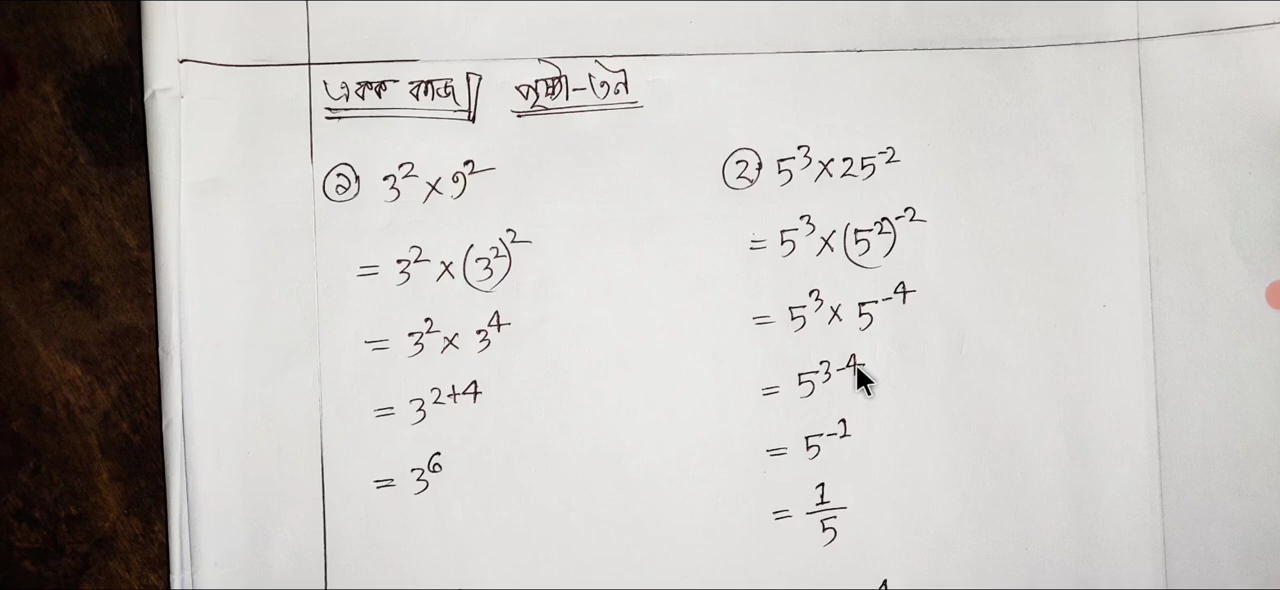 একক কাজ পৃষ্ঠা-৩৯
① 3² × 9²
= 3² × (3²)²
= 3² × 3⁴
= 3²⁺⁴
= 3⁶
② 5³ × 25⁻²
= 5³ × (5²)⁻²
= 5³ × 5⁻⁴
= 5³⁻⁴
= 5⁻¹
= 1/5